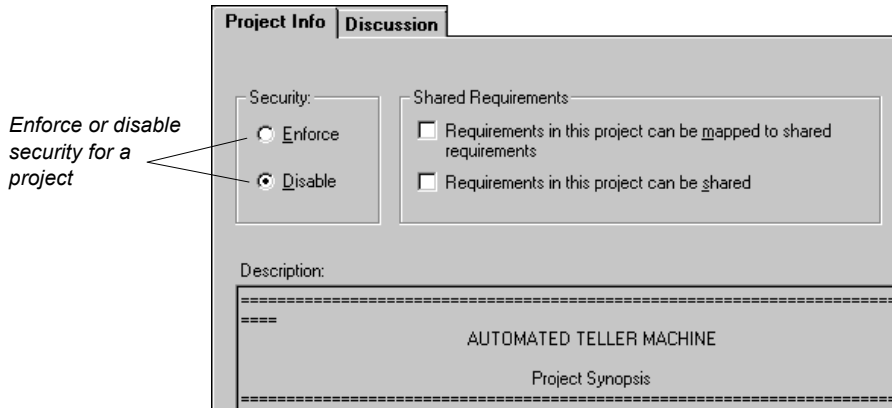 Project Info
Discussion
Enforce or disable
security for a
project
Security:
Enforce
Disable
Shared Requirements
Requirements in this project can be mapped to shared
requirements
Requirements in this project can be shared
Description:
==========================================================================
====
AUTOMATED TELLER MACHINE
Project Synopsis
==========================================================================